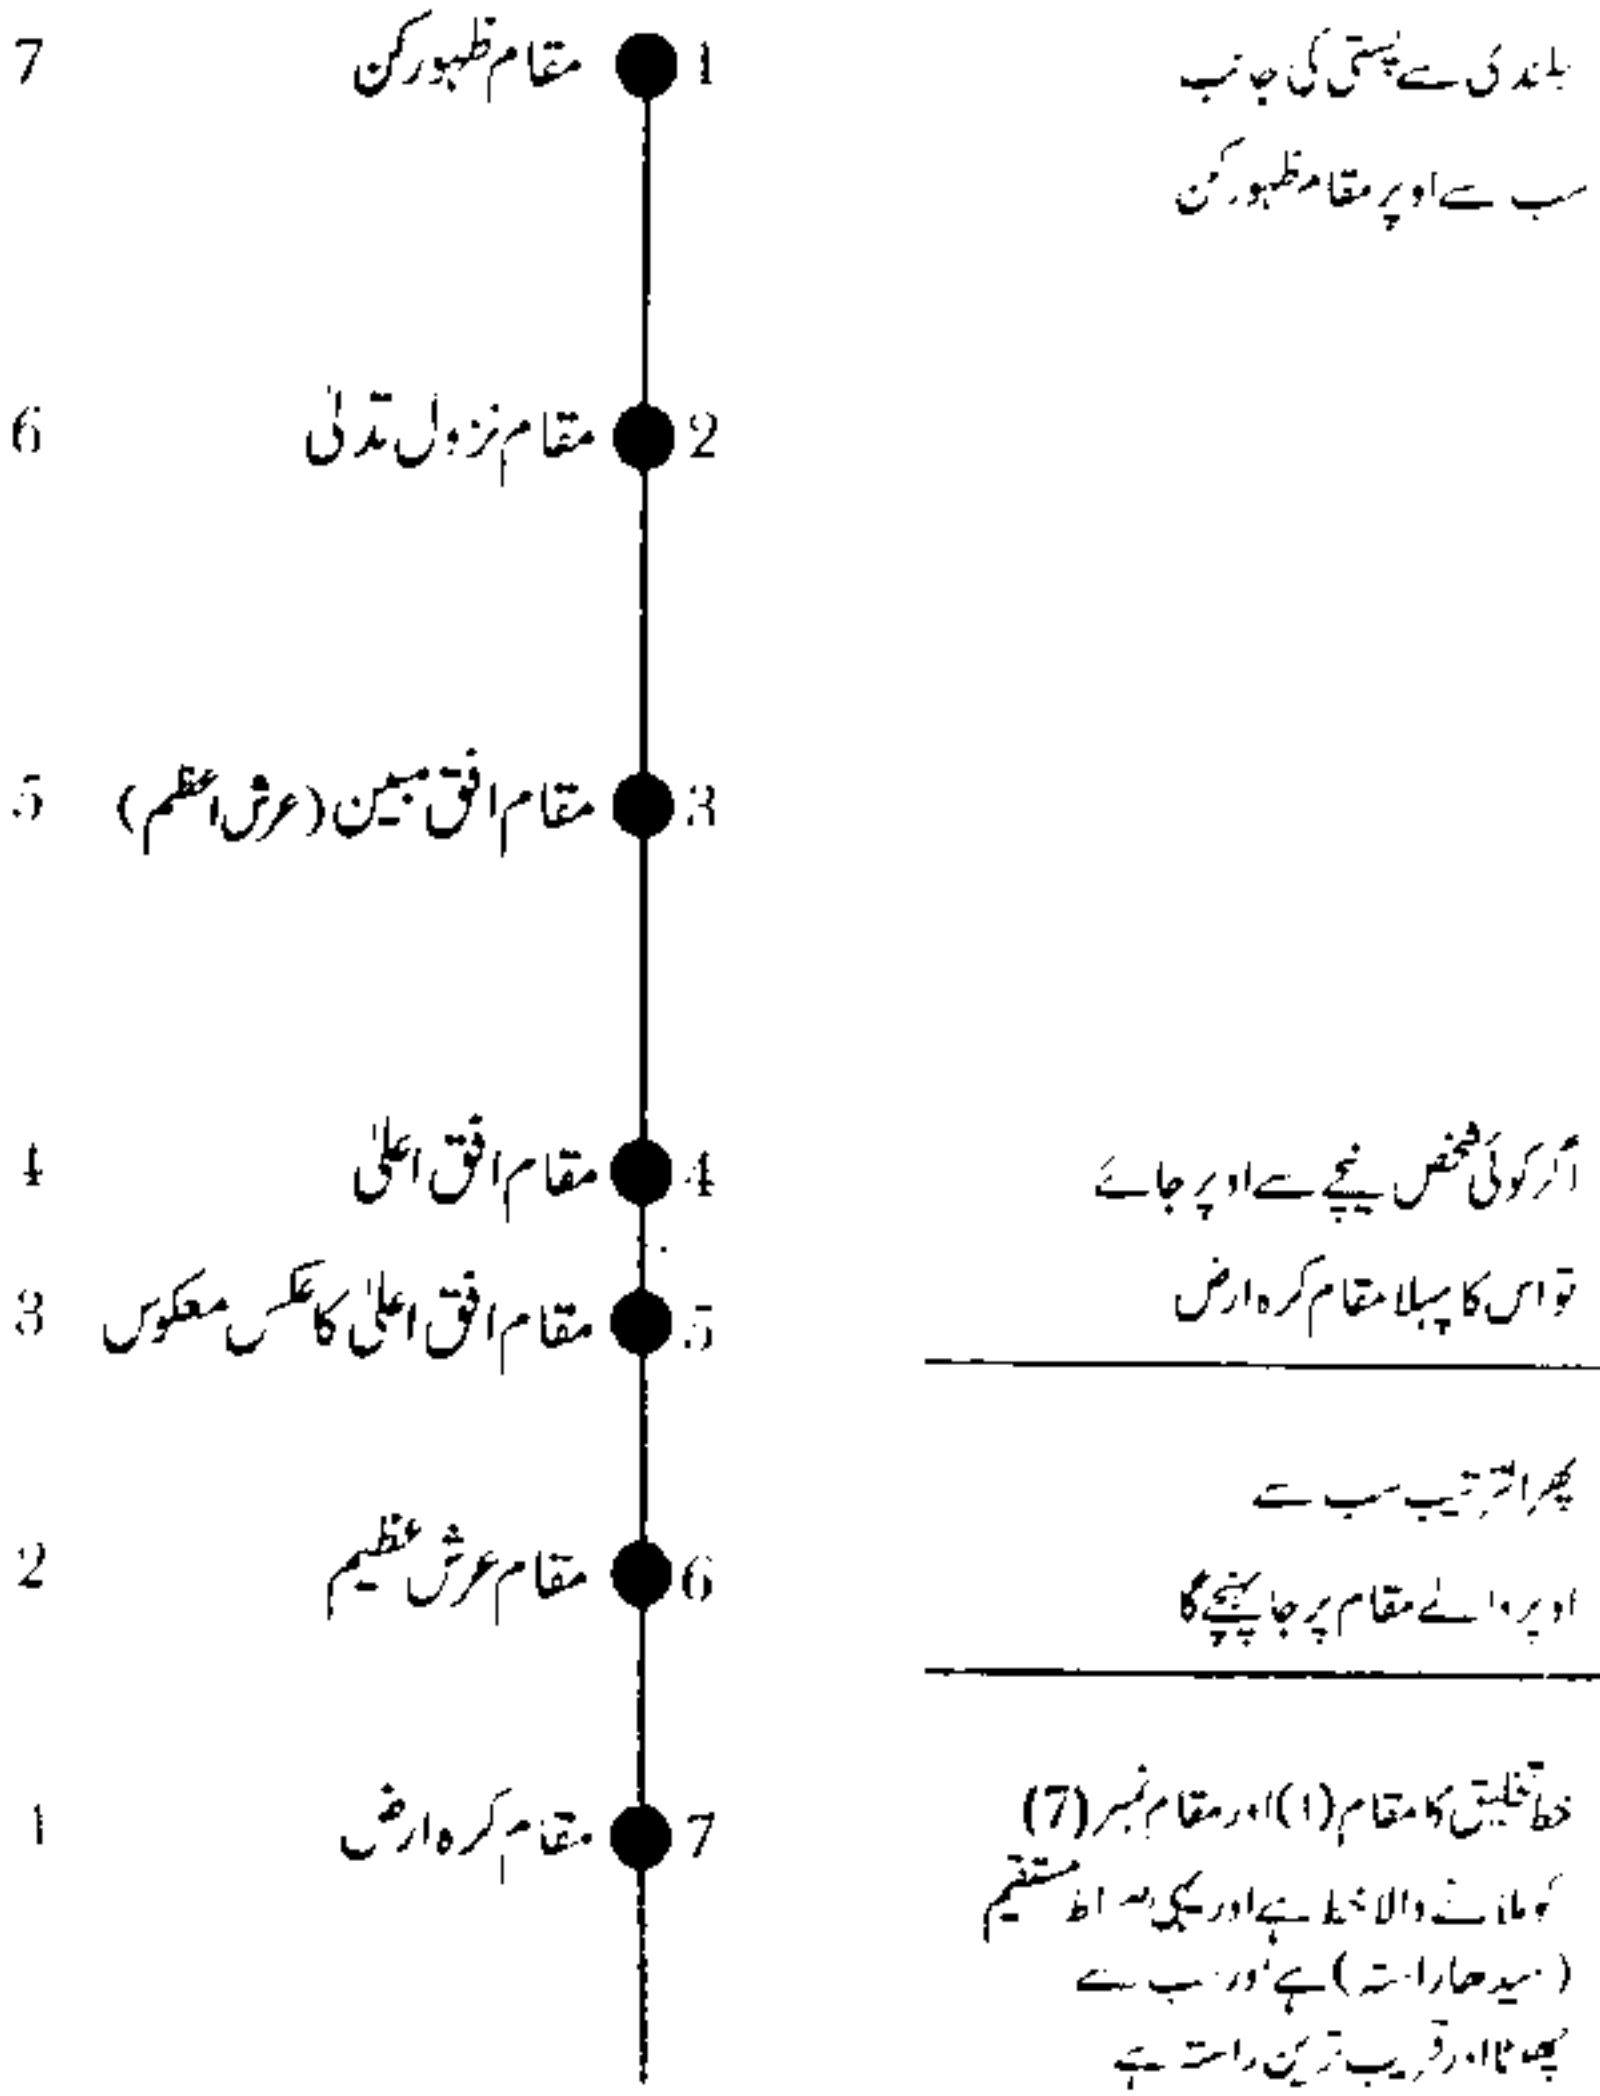 بلندی سے پستی کی جانب
سب سے اوپر مقام ظہور کن
1 مقام ظہور کن 7
2 مقام نزول تدلٰی 6
3 مقام افق مبین (عرش اعظم) 5
4 مقام افق اعلٰی 4
5 مقام افق اعلٰی کا عکس معکوس 3
6 مقام عرش عظیم 2
7 مقام کرہ ارض 1
اگر کوئی شخص نیچے سے اوپر جائے
تو اس کا پہلا مقام کرہ ارض
پھر سب سے
اوپر والے مقام پر جا پہنچے گا
خط تخلیق کا مقام (1) اور مقام نمبر (7)
کو ملانے والا خط ہے اور یہی صراط مستقیم
(سیدھا راستہ) ہے اور سب سے
چھوٹا اور قریب ترین راستہ ہے